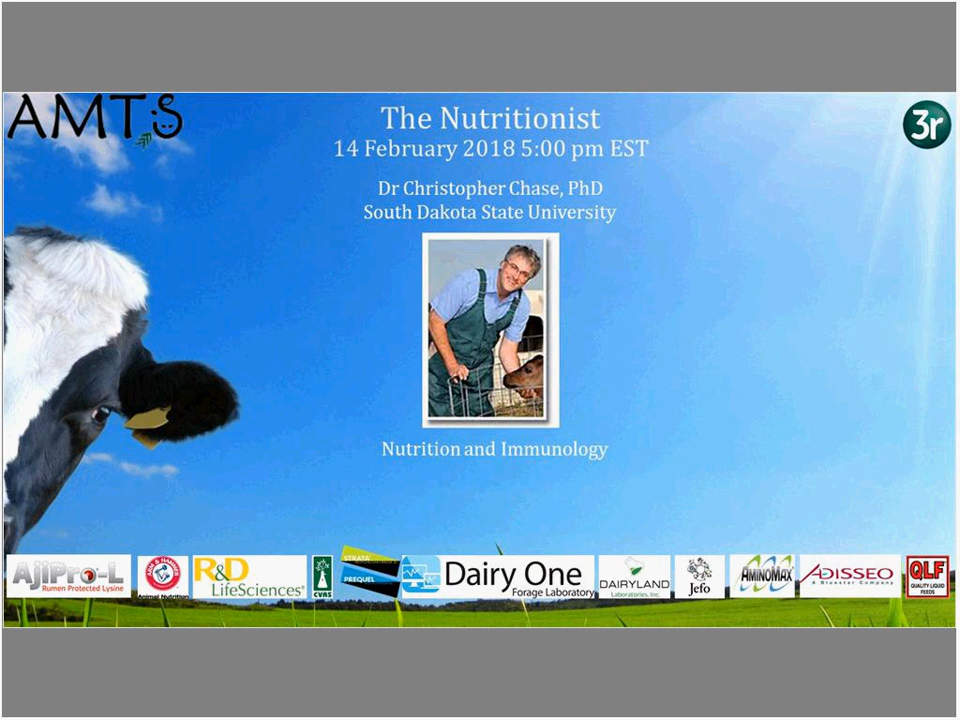 AMTS
The Nutritionist
3r
14 February 2018 5:00 pm EST
Dr Christopher Chase, PhD
South Dakota State University
Nutrition and Immunology
AjiPro-L
Rumen Protected Lysine
ARM & HAMMER
Animal Nutrition
R&D
LifeSciences®
CVAS
STRATA
PREQUEL
Dairy One
Forage Laboratory
DAIRYLAND
Laboratories, Inc.
Jefo
AMINOMAX
ADISSEO
A Bluestar Company
QLF
QUALITY LIQUID
FEEDS